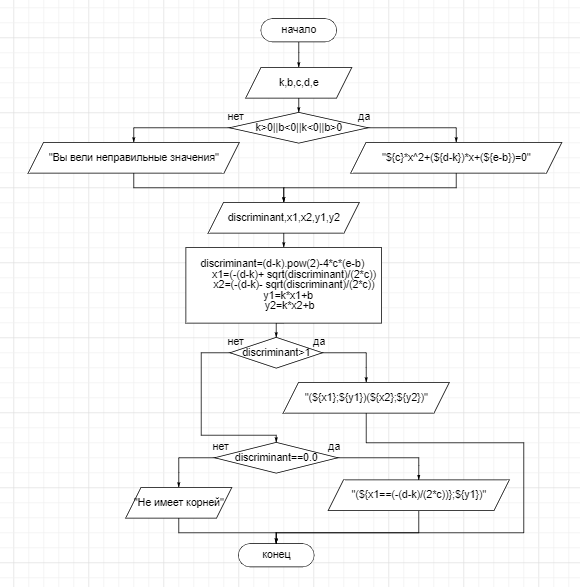 начало
k,b,c,d,e
нет
да
k>0||b<0||k<0||b>0
"Вы вели неправильные значения"
"${c}*x^2+(${d-k})*x+(${e-b})=0"
discriminant,x1,x2,y1,y2
discriminant=(d-k).pow(2)-4*c*(e-b)
x1=(-(d-k)+ sqrt(discriminant)/(2*c))
x2=(-(d-k)- sqrt(discriminant)/(2*c))
y1=k*x1+b
y2=k*x2+b
нет
да
discriminant>1
"(${x1};${y1})(${x2};${y2})"
нет
да
discriminant==0.0
"Не имеет корней"
"(${x1==(-(d-k)/(2*c))};${y1})"
конец